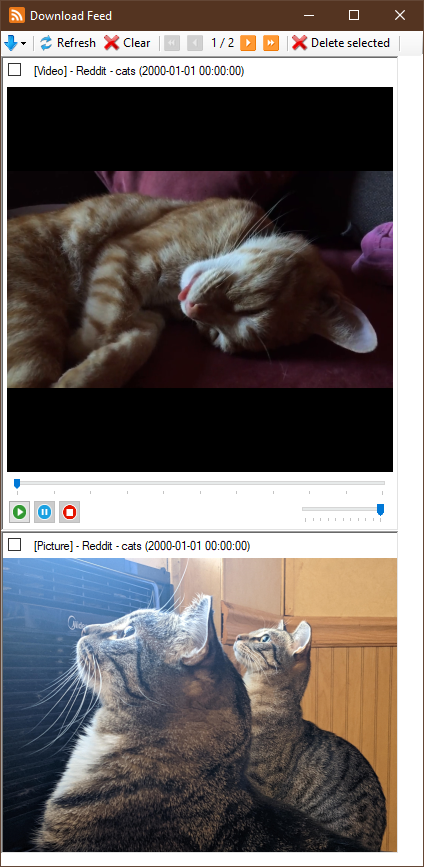 Download Feed
Refresh Clear 1 / 2 Delete selected
[Video] - Reddit - cats (2000-01-01 00:00:00)
[Picture] - Reddit - cats (2000-01-01 00:00:00)